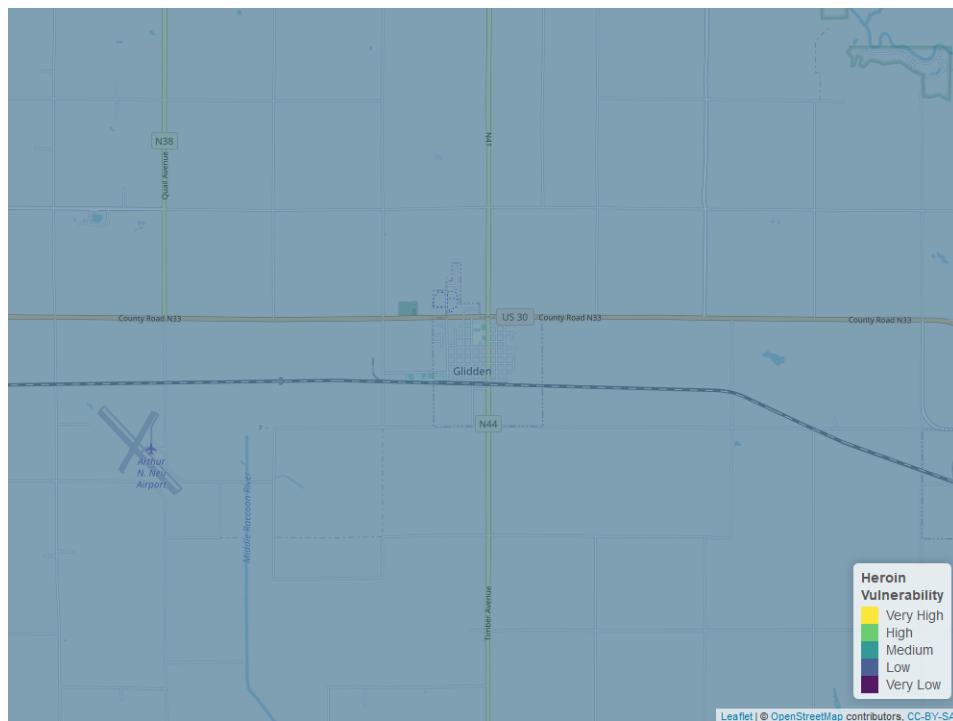 N38
Quail Avenue
N41
County Road N33
US 30
County Road N33
County Road N33
Glidden
N44
Arthur
N. Neu
Airport
Middle Raccoon River
Timber Avenue
Heroin
Vulnerability
Very High
High
Medium
Low
Very Low
Leaflet | © OpenStreetMap contributors, CC-BY-SA